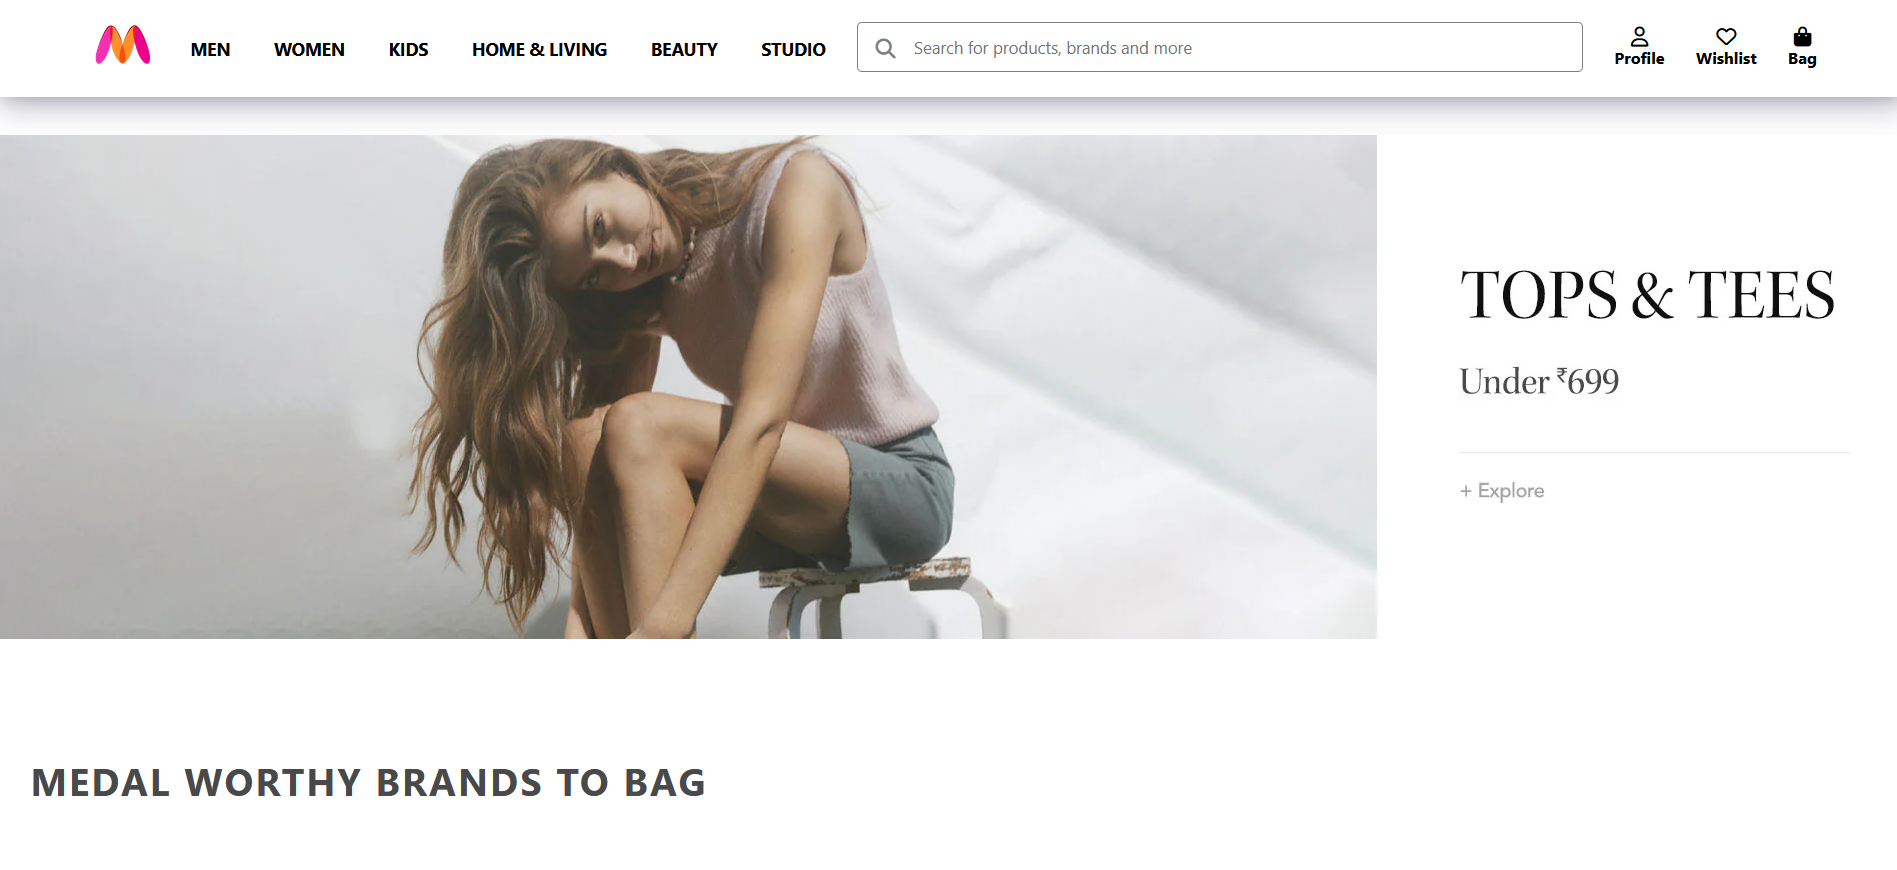 MEN WOMEN KIDS HOME & LIVING BEAUTY STUDIO Search for products, brands and more Profile Wishlist Bag
TOPS & TEES
Under ₹699
+ Explore
MEDAL WORTHY BRANDS TO BAG